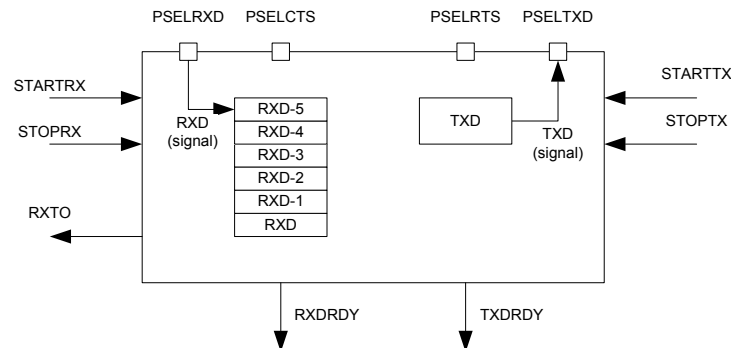 PSELRXD PSELCTS PSELRTS PSELTXD
STARTRX
STARTTX
STOPRX
STOPTX
RXD
(signal)
RXD-5
RXD-4
RXD-3
RXD-2
RXD-1
RXD
TXD
TXD
(signal)
RXTO
RXDRDY
TXDRDY